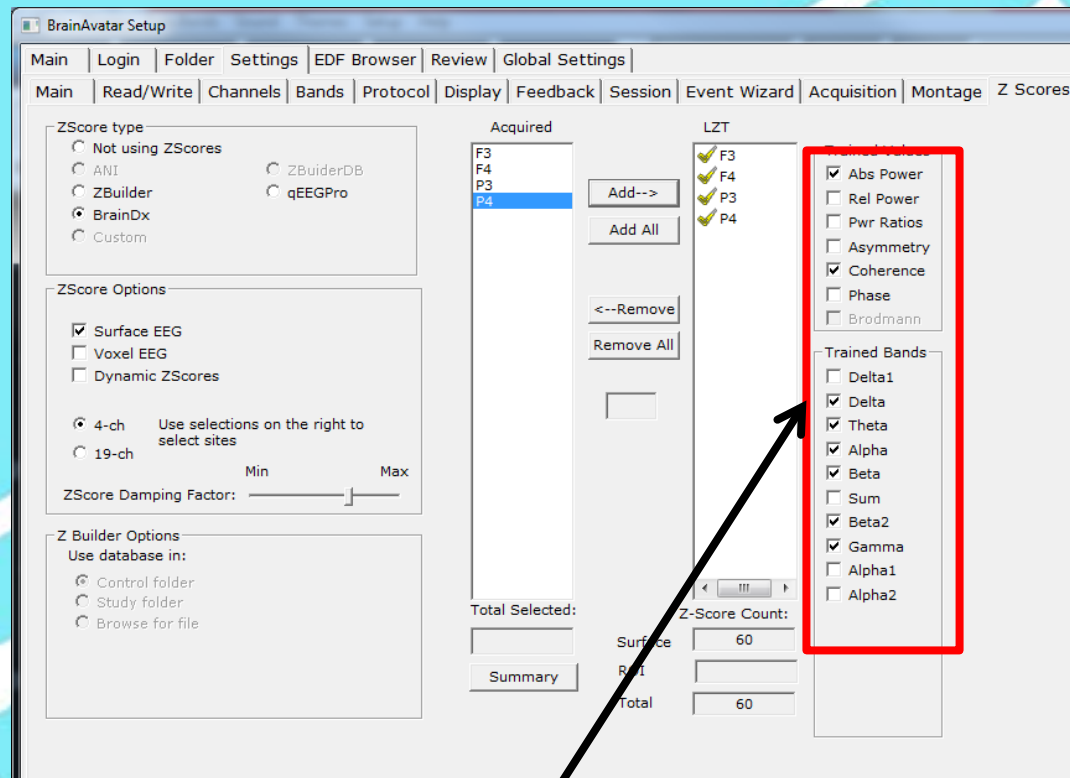 BrainAvatar Setup
Main Login Folder Settings EDF Browser Review Global Settings
Main Read/Write Channels Bands Protocol Display Feedback Session Event Wizard Acquisition Montage Z Scores
ZScore type
Not using ZScores
ANI ZBuiderDB
ZBuilder qEEGPro
BrainDx
Custom
ZScore Options
Surface EEG
Voxel EEG
Dynamic ZScores
4-ch Use selections on the right to
select sites
19-ch
Min Max
ZScore Damping Factor:
Z Builder Options
Use database in:
Control folder
Study folder
Browse for file
Acquired
F3
F4
P3
P4
Total Selected:
Summary
Add-->
Add All
<--Remove
Remove All
LZT
F3
F4
P3
P4
Z-Score Count:
Surface 60
ROI
Total 60
Trained Values
Abs Power
Rel Power
Pwr Ratios
Asymmetry
Coherence
Phase
Brodmann
Trained Bands
Delta1
Delta
Theta
Alpha
Beta
Sum
Beta2
Gamma
Alpha1
Alpha2